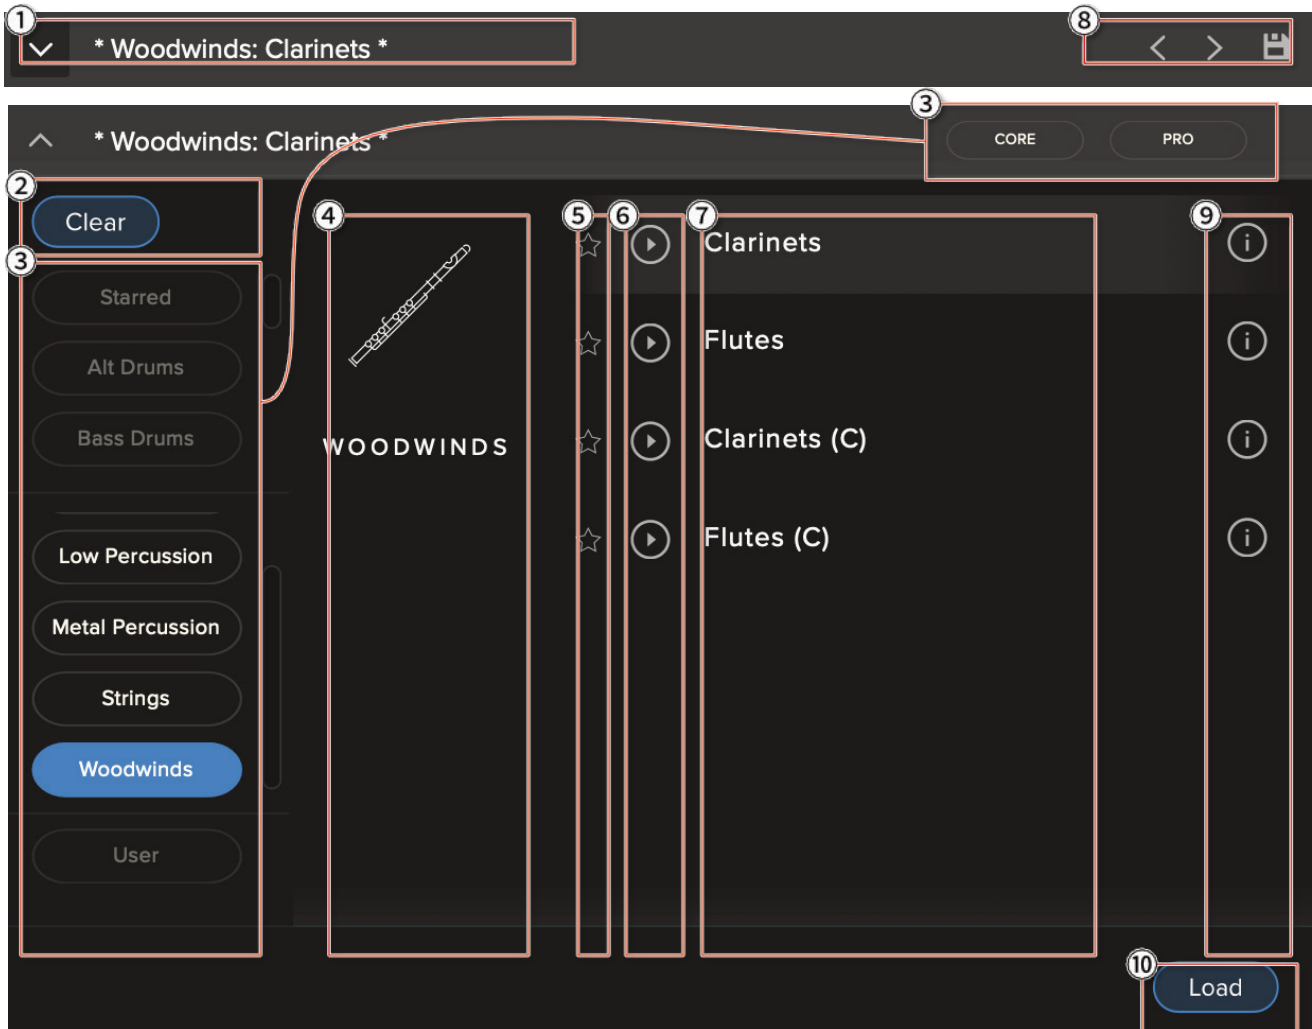 1
8
* Woodwinds: Clarinets *
3
* Woodwinds: Clarinets *
CORE
PRO
2
Clear
3
Starred
Alt Drums
Bass Drums
Low Percussion
Metal Percussion
Strings
Woodwinds
User
4
WOODWINDS
5
6
7
9
Clarinets
i
Flutes
i
Clarinets (C)
i
Flutes (C)
i
10
Load